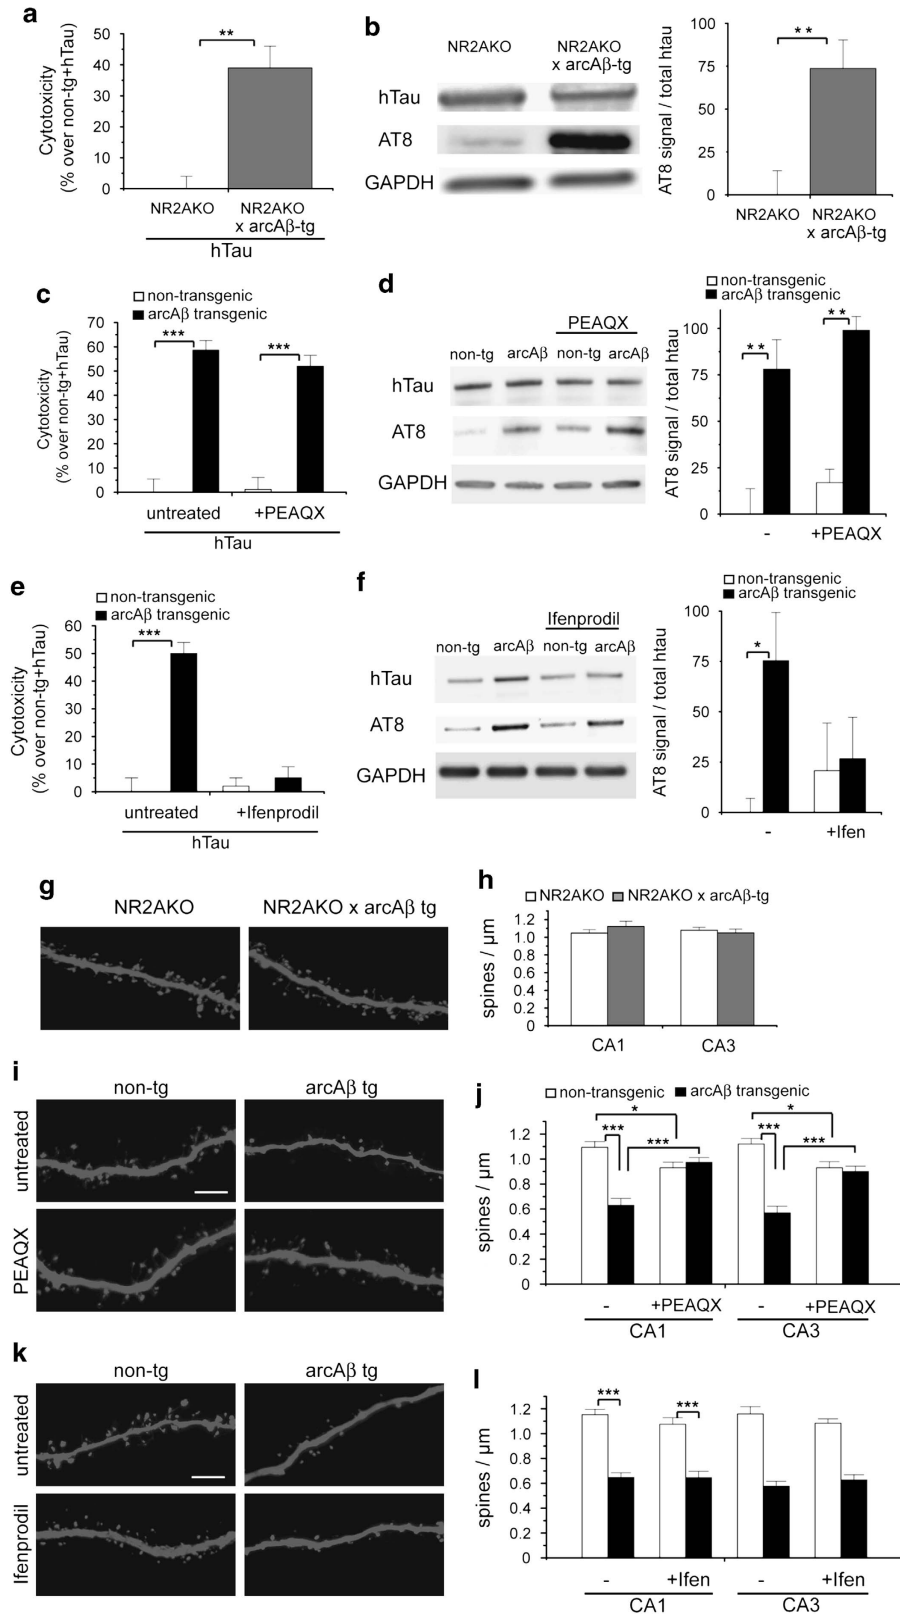 a
Cytotoxicity
(% over non-tg+hTau)
50
40
30
20
10
0
**
NR2AKO
NR2AKO
x arcAβ-tg
hTau
b
NR2AKO
NR2AKO
x arcAβ-tg
hTau
AT8
GAPDH
AT8 signal / total htau
100
75
50
25
0
**
NR2AKO
NR2AKO
x arcAβ-tg
c
non-transgenic
arcAβ transgenic
Cytotoxicity
(% over non-tg+hTau)
70
60
50
40
30
20
10
0
***
***
untreated
+PEAQX
hTau
d
PEAQX
non-tg
arcAβ
non-tg
arcAβ
hTau
AT8
GAPDH
non-transgenic
arcAβ transgenic
AT8 signal / total htau
100
75
50
25
0
**
**
-
+PEAQX
e
non-transgenic
arcAβ transgenic
Cytotoxicity
(% over non-tg+hTau)
60
50
40
30
20
10
0
***
untreated
+Ifenprodil
hTau
f
Ifenprodil
non-tg
arcAβ
non-tg
arcAβ
hTau
AT8
GAPDH
non-transgenic
arcAβ transgenic
AT8 signal / total htau
100
75
50
25
0
*
-
+Ifen
g
NR2AKO
NR2AKO x arcAβ tg
h
NR2AKO
NR2AKO x arcAβ-tg
spines / µm
1.2
1.0
0.8
0.6
0.4
0.2
0
CA1
CA3
i
non-tg
arcAβ tg
untreated
PEAQX
j
non-transgenic
arcAβ transgenic
spines / µm
1.2
1.0
0.8
0.6
0.4
0.2
0
*
***
***
*
***
***
-
+PEAQX
-
+PEAQX
CA1
CA3
k
non-tg
arcAβ tg
untreated
Ifenprodil
l
spines / µm
1.2
1.0
0.8
0.6
0.4
0.2
0
***
***
-
+Ifen
-
+Ifen
CA1
CA3